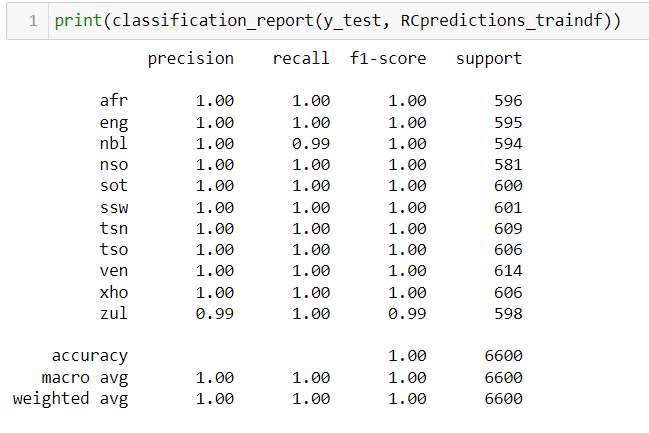 1 print(classification_report(y_test, RCpredictions_traindf))
precision recall f1-score support
afr 1.00 1.00 1.00 596
eng 1.00 1.00 1.00 595
nbl 1.00 0.99 1.00 594
nso 1.00 1.00 1.00 581
sot 1.00 1.00 1.00 600
ssw 1.00 1.00 1.00 601
tsn 1.00 1.00 1.00 609
tso 1.00 1.00 1.00 606
ven 1.00 1.00 1.00 614
xho 1.00 1.00 1.00 606
zul 0.99 1.00 0.99 598
accuracy 1.00 6600
macro avg 1.00 1.00 1.00 6600
weighted avg 1.00 1.00 1.00 6600